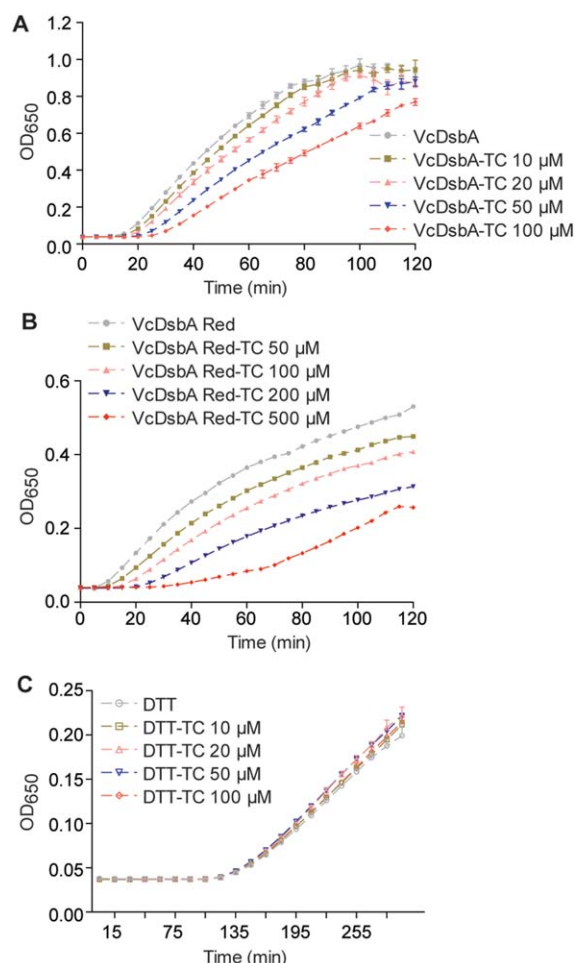 A
1.2
1.0
0.8
0.6
0.4
0.2
0.0
OD650
0 20 40 60 80 100 120
Time (min)
VcDsbA
VcDsbA-TC 10 µM
VcDsbA-TC 20 µM
VcDsbA-TC 50 µM
VcDsbA-TC 100 µM
B
VcDsbA Red
VcDsbA Red-TC 50 µM
VcDsbA Red-TC 100 µM
VcDsbA Red-TC 200 µM
VcDsbA Red-TC 500 µM
0.6
0.4
0.2
0.0
OD650
0 20 40 60 80 100 120
Time (min)
C
0.25
0.20
0.15
0.10
0.05
0.00
OD650
DTT
DTT-TC 10 µM
DTT-TC 20 µM
DTT-TC 50 µM
DTT-TC 100 µM
15 75 135 195 255
Time (min)